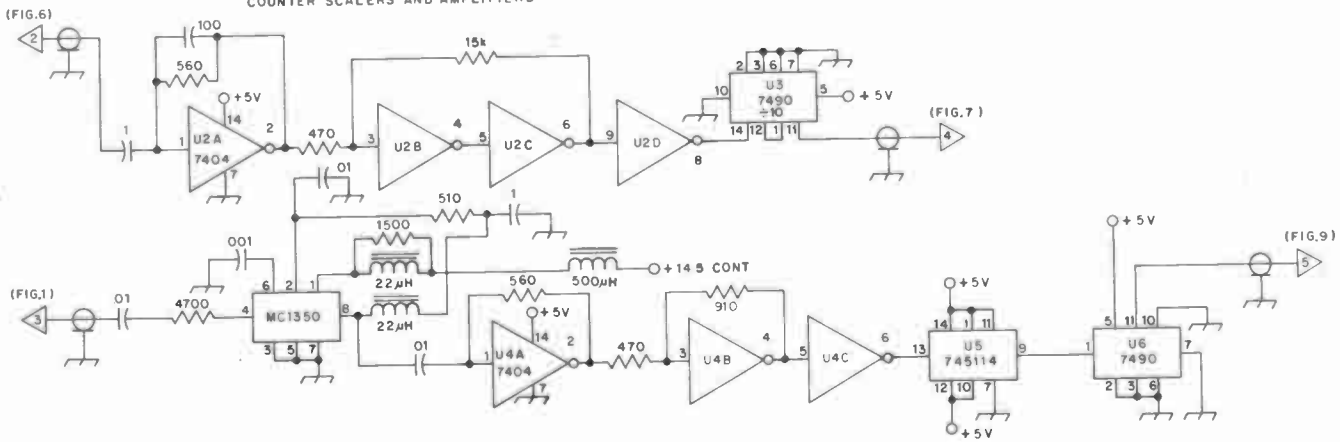 COUNTER SCALERS AND AMPLIFIERS
(FIG.6)
2
100
560
+5V
14
1
1
U2A
7404
2
7
470
15k
3
U2B
4
5
U2C
6
9
U2D
8
2 3 6 7
10
U3
7490
÷10
5
+5V
14 12 1 11
(FIG.7)
4
01
510
1
1500
001
22µH
500µH
+14 5 CONT
(FIG.1)
3
01
4700
6 2 1
4
MC1350
8
3 5 7
22µH
560
+5V
14
01
1
U4A
7404
2
7
470
910
3
U4B
4
5
U4C
6
+5V
14 1 11
13
U5
745114
9
12 10 7
+5V
+5V
5 11 10
1
U6
7490
7
2 3 6
(FIG.9)
5